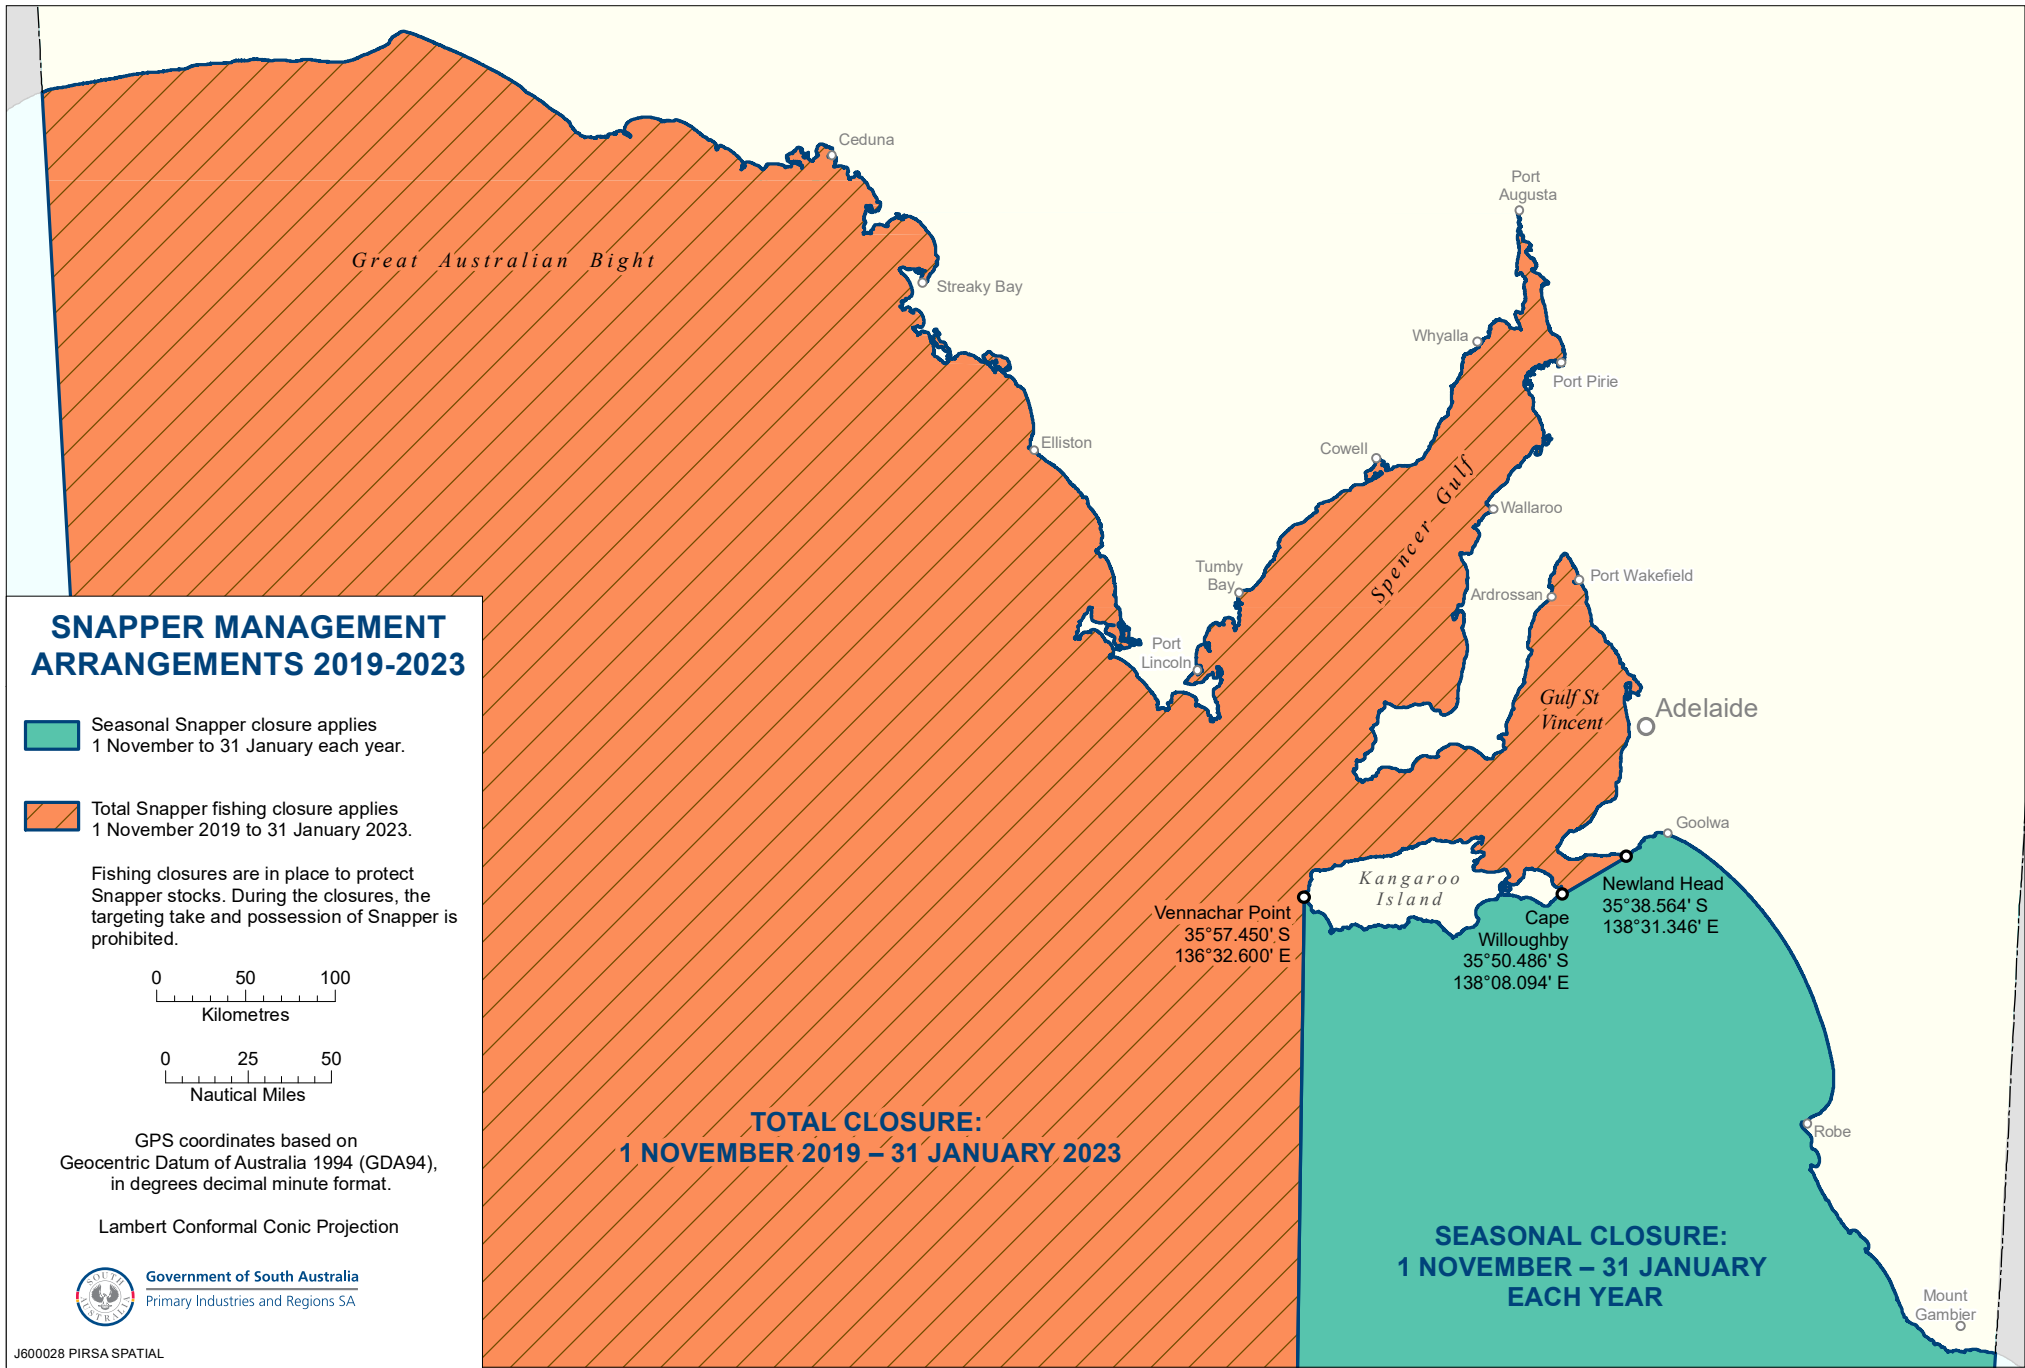 Ceduna
Port
Augusta
Great Australian Bight
Streaky Bay
Whyalla
Port Pirie
Elliston
Cowell
Spencer Gulf
Wallaroo
Tumby
Bay
Port Wakefield
Ardrossan
Port
Lincoln
Gulf St
Vincent
Adelaide
Goolwa
Kangaroo
Island
Vennachar Point
35°57.450' S
136°32.600' E
Cape
Willoughby
35°50.486' S
138°08.094' E
Newland Head
35°38.564' S
138°31.346' E
Robe
Mount
Gambier
TOTAL CLOSURE:
1 NOVEMBER 2019 – 31 JANUARY 2023
SEASONAL CLOSURE:
1 NOVEMBER – 31 JANUARY
EACH YEAR
SNAPPER MANAGEMENT
ARRANGEMENTS 2019-2023
Seasonal Snapper closure applies
1 November to 31 January each year.
Total Snapper fishing closure applies
1 November 2019 to 31 January 2023.
Fishing closures are in place to protect
Snapper stocks. During the closures, the
targeting take and possession of Snapper is
prohibited.
0 50 100
Kilometres
0 25 50
Nautical Miles
GPS coordinates based on
Geocentric Datum of Australia 1994 (GDA94),
in degrees decimal minute format.
Lambert Conformal Conic Projection
SOUTH AUSTRALIA
Government of South Australia
Primary Industries and Regions SA
J600028 PIRSA SPATIAL